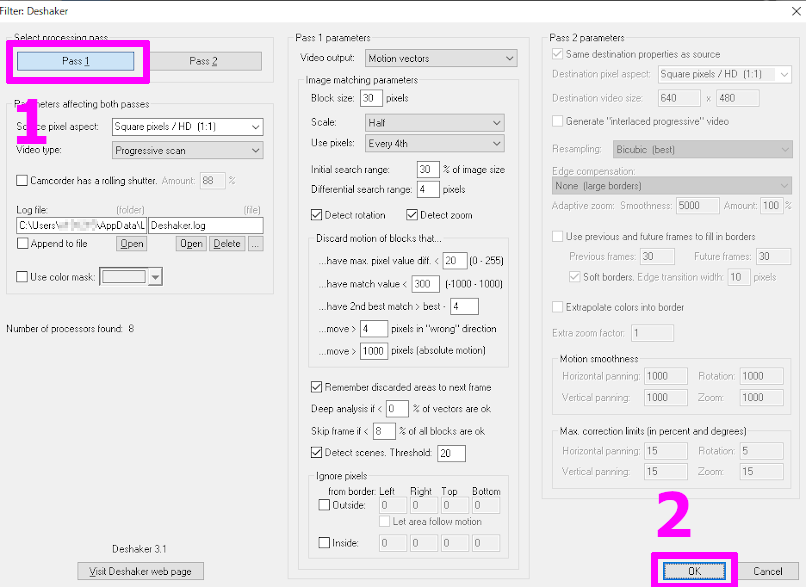 Filter: Deshaker
Select processing pass
Pass 1
Pass 2
1
Parameters affecting both passes
Source pixel aspect: Square pixels / HD (1:1)
Video type: Progressive scan
Camcorder has a rolling shutter. Amount: 88 %
Log file: (folder) (file)
C:\Users\ \AppData\L Deshaker.log
Append to file Open Open Delete ...
Use color mask:
Number of processors found: 8
Deshaker 3.1
Visit Deshaker web page
Pass 1 parameters
Video output: Motion vectors
Image matching parameters
Block size: 30 pixels
Scale: Half
Use pixels: Every 4th
Initial search range: 30 % of image size
Differential search range: 4 pixels
Detect rotation Detect zoom
Discard motion of blocks that...
...have max. pixel value diff. < 20 (0 - 255)
...have match value < 300 (-1000 - 1000)
...have 2nd best match > best - 4
...move > 4 pixels in "wrong" direction
...move > 1000 pixels (absolute motion)
Remember discarded areas to next frame
Deep analysis if < 0 % of vectors are ok
Skip frame if < 8 % of all blocks are ok
Detect scenes. Threshold: 20
Ignore pixels
from border: Left Right Top Bottom
Outside: 0 0 0 0
Let area follow motion
Inside: 0 0 0 0
Pass 2 parameters
Same destination properties as source
Destination pixel aspect: Square pixels / HD (1:1)
Destination video size: 640 x 480
Generate "interlaced progressive" video
Resampling: Bicubic (best)
Edge compensation:
None (large borders)
Adaptive zoom: Smoothness: 5000 Amount: 100 %
Use previous and future frames to fill in borders
Previous frames: 30 Future frames: 30
Soft borders. Edge transition width: 10 pixels
Extrapolate colors into border
Extra zoom factor: 1
Motion smoothness
Horizontal panning: 1000 Rotation: 1000
Vertical panning: 1000 Zoom: 1000
Max. correction limits (in percent and degrees)
Horizontal panning: 15 Rotation: 5
Vertical panning: 15 Zoom: 15
2
OK Cancel